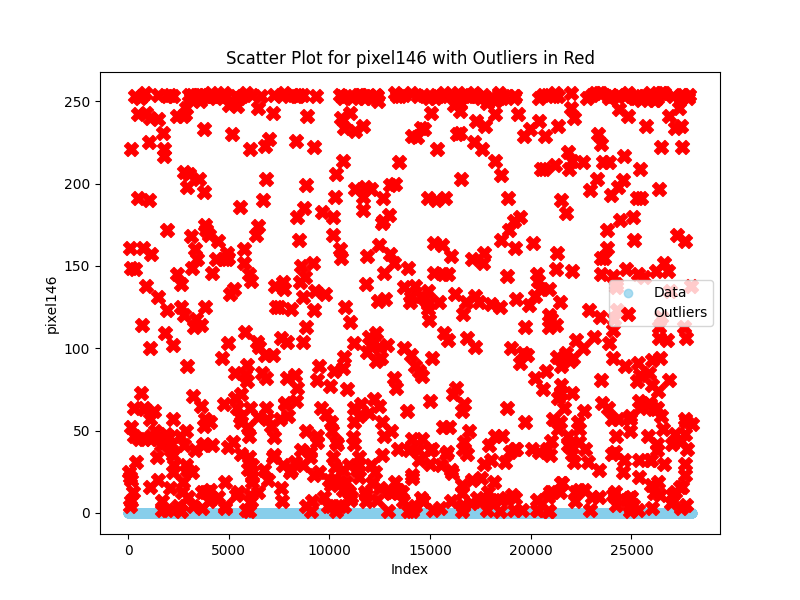 Scatter Plot for pixel146 with Outliers in Red
250
200
150
100
50
0
pixel146
Data
Outliers
0 5000 10000 15000 20000 25000
Index